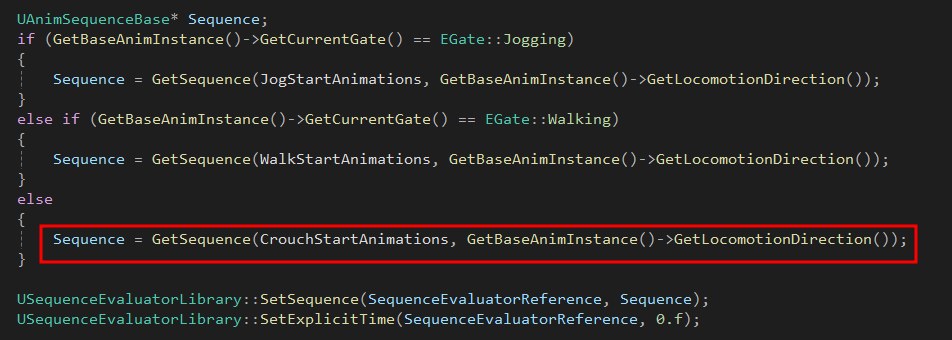 UAnimSequenceBase* Sequence;
if (GetBaseAnimInstance()->GetCurrentGate() == EGate::Jogging)
{
    Sequence = GetSequence(JogStartAnimations, GetBaseAnimInstance()->GetLocomotionDirection());
}
else if (GetBaseAnimInstance()->GetCurrentGate() == EGate::Walking)
{
    Sequence = GetSequence(WalkStartAnimations, GetBaseAnimInstance()->GetLocomotionDirection());
}
else
{
    Sequence = GetSequence(CrouchStartAnimations, GetBaseAnimInstance()->GetLocomotionDirection());
}
USequenceEvaluatorLibrary::SetSequence(SequenceEvaluatorReference, Sequence);
USequenceEvaluatorLibrary::SetExplicitTime(SequenceEvaluatorReference, 0.f);